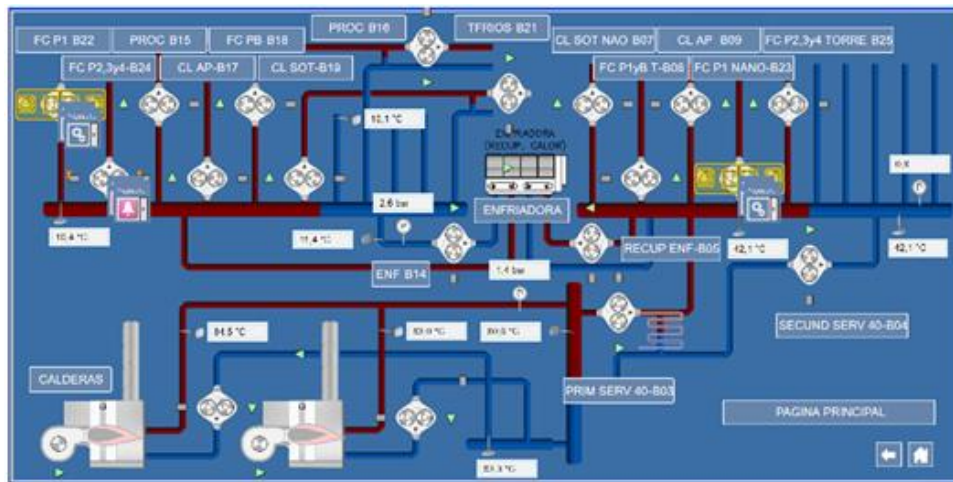 PROC B16
TFRIOS B21
FC P1 B22
PROC B15
FC PB B18
CL SOT NAO B07
CL AP B09
FC P2,3y4 TORRE B25
FC P2,3y4-B24
CL AP-B17
CL SOT-B19
FC P1yB T-B08
FC P1 NANO-B23
ENFRIADORA
(RECUP. CALOR)
2.6 bar
ENFRIADORA
11,4 °C
42,1 °C
42,1 °C
RECUP ENF-B05
ENF B14
1.4 bar
SECUND SERV 40-B04
CALDERAS
PRIM SERV 40-B03
PAGINA PRINCIPAL